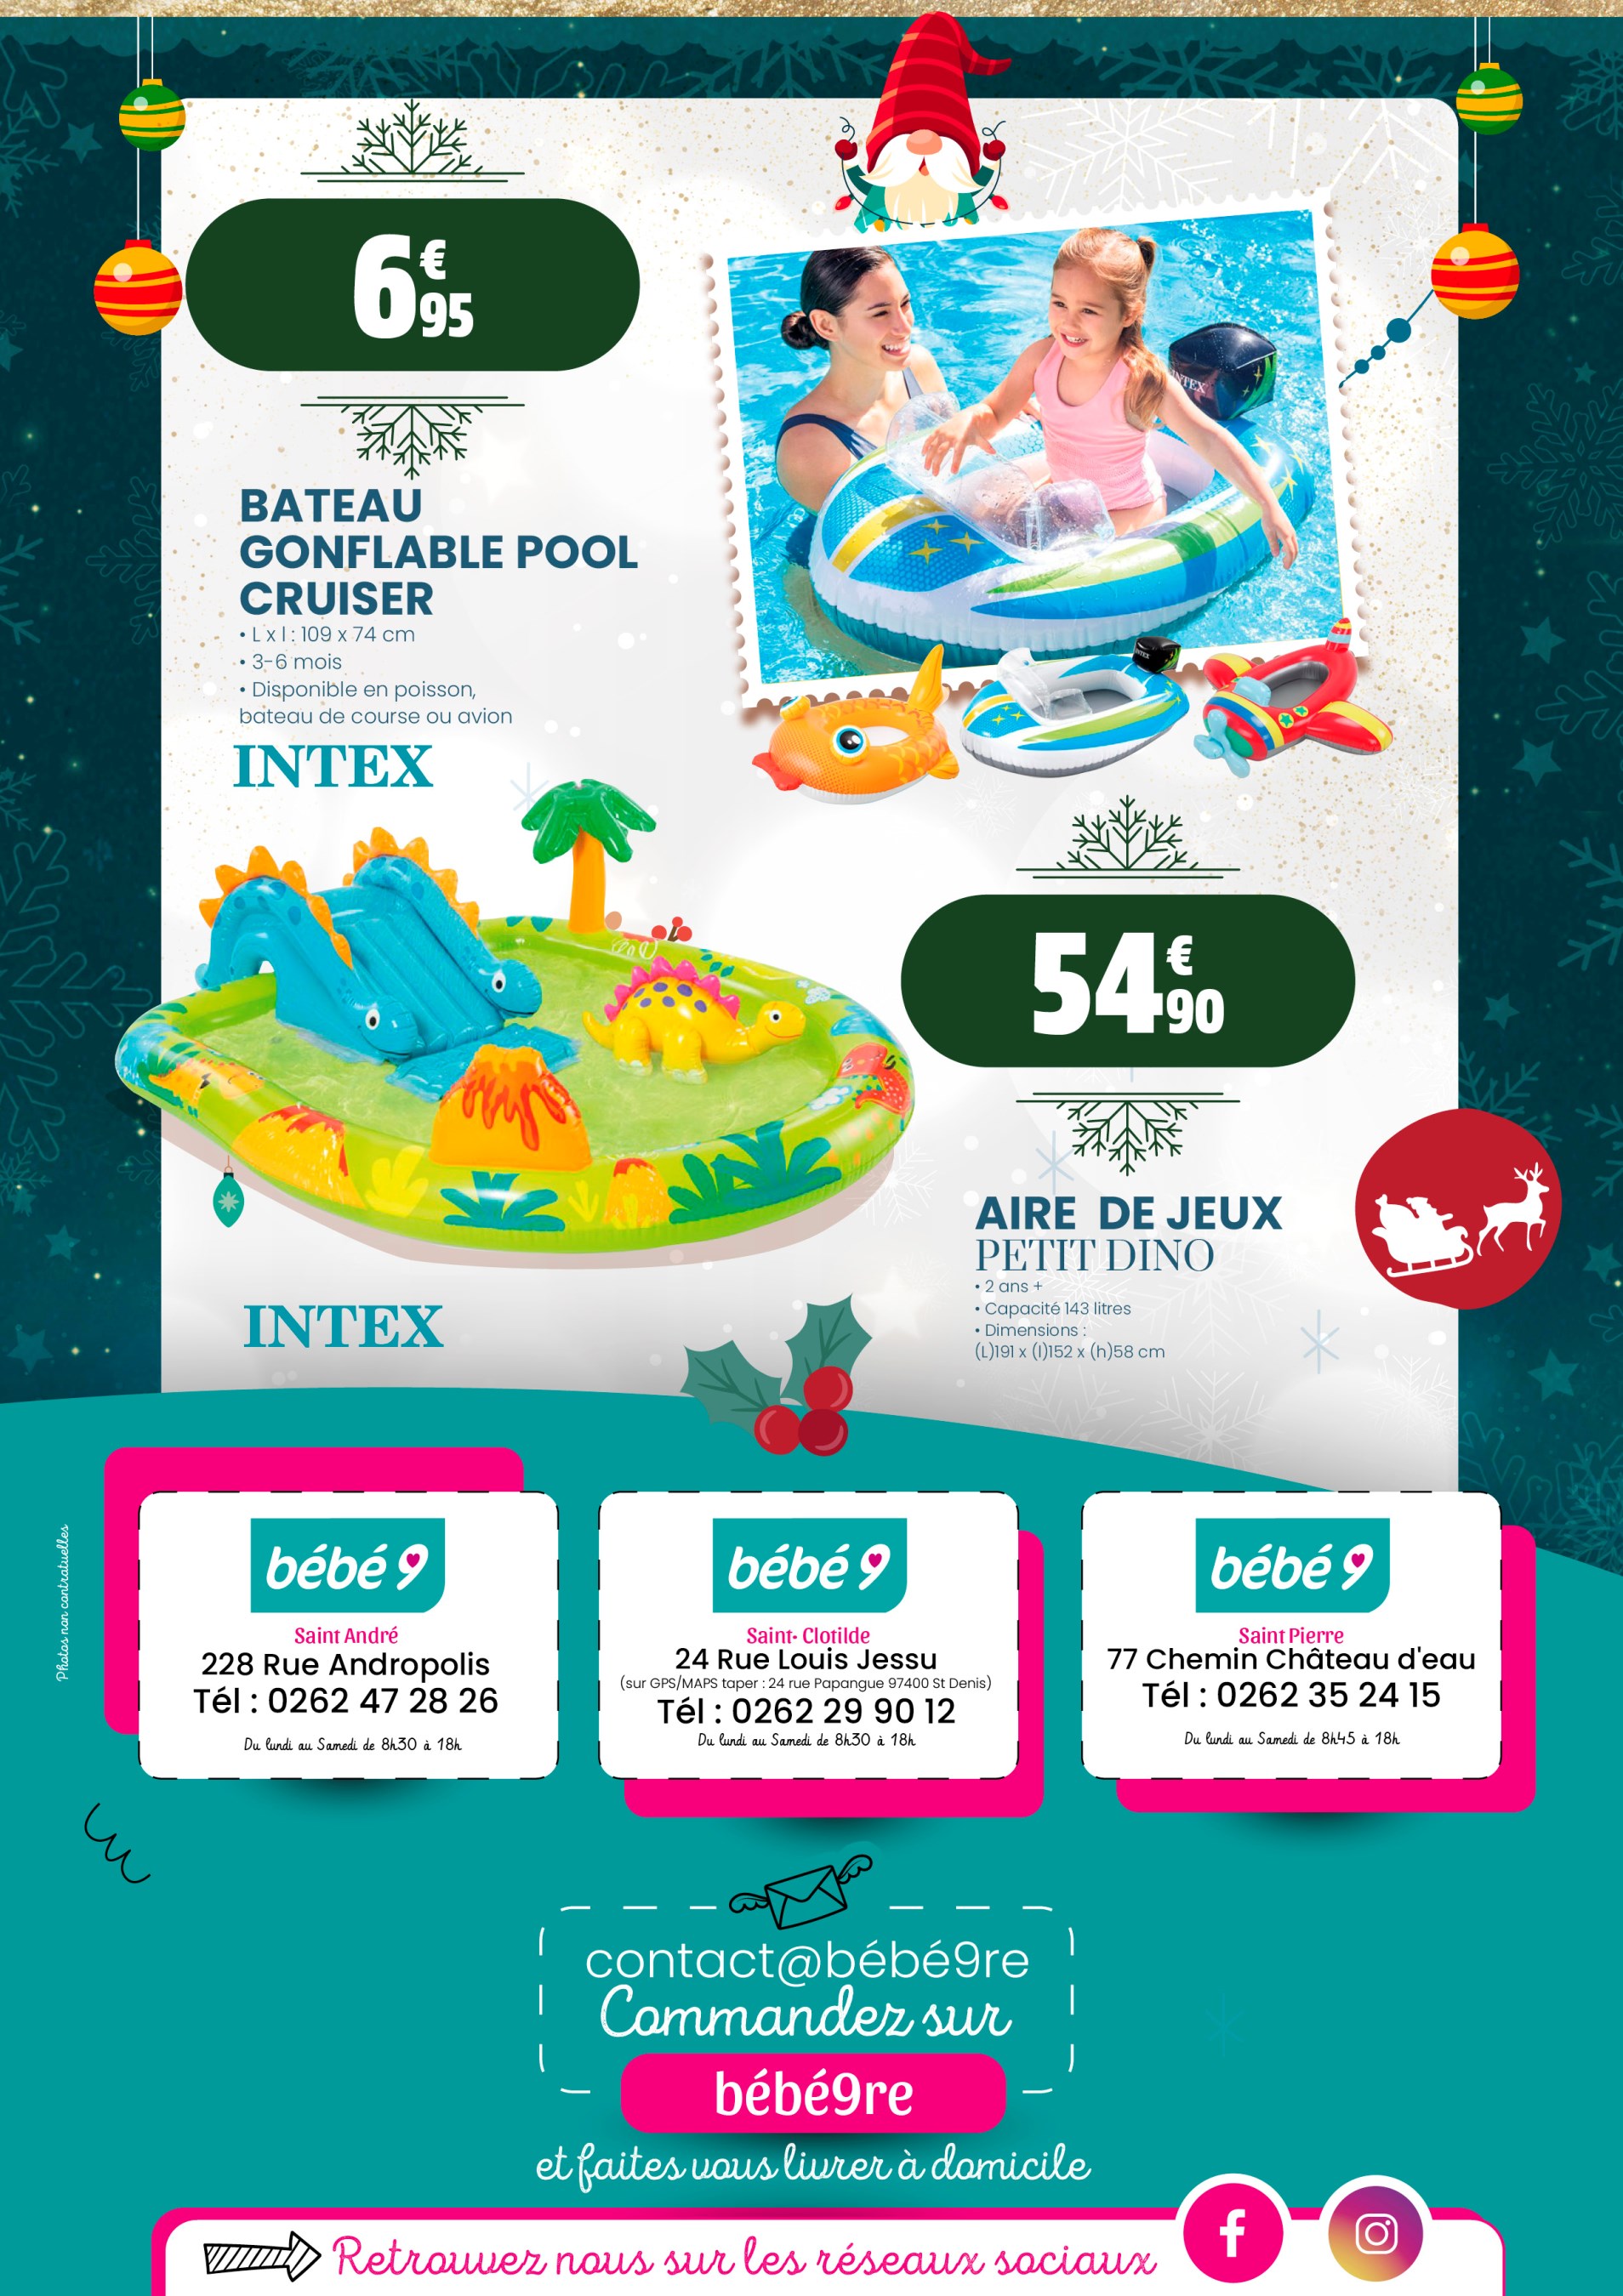 6€95
BATEAU
GONFLABLE POOL
CRUISER
• L x l : 109 x 74 cm
• 3-6 mois
• Disponible en poisson,
bateau de course ou avion
INTEX
INTEX
INTEX
54€90
AIRE DE JEUX
PETIT DINO
• 2 ans +
• Capacité 143 litres
• Dimensions :
(L)191 x (l)152 x (h)58 cm
INTEX
Photos non contratuelles
bébé 9
Saint André
228 Rue Andropolis
Tél : 0262 47 28 26
Du lundi au Samedi de 8h30 à 18h
bébé 9
Saint- Clotilde
24 Rue Louis Jessu
(sur GPS/MAPS taper : 24 rue Papangue 97400 St Denis)
Tél : 0262 29 90 12
Du lundi au Samedi de 8h30 à 18h
bébé 9
Saint Pierre
77 Chemin Château d'eau
Tél : 0262 35 24 15
Du lundi au Samedi de 8h45 à 18h
contact@bébé9re
Commandez sur
bébé9re
et faites vous livrer à domicile
Retrouvez nous sur les réseaux sociaux